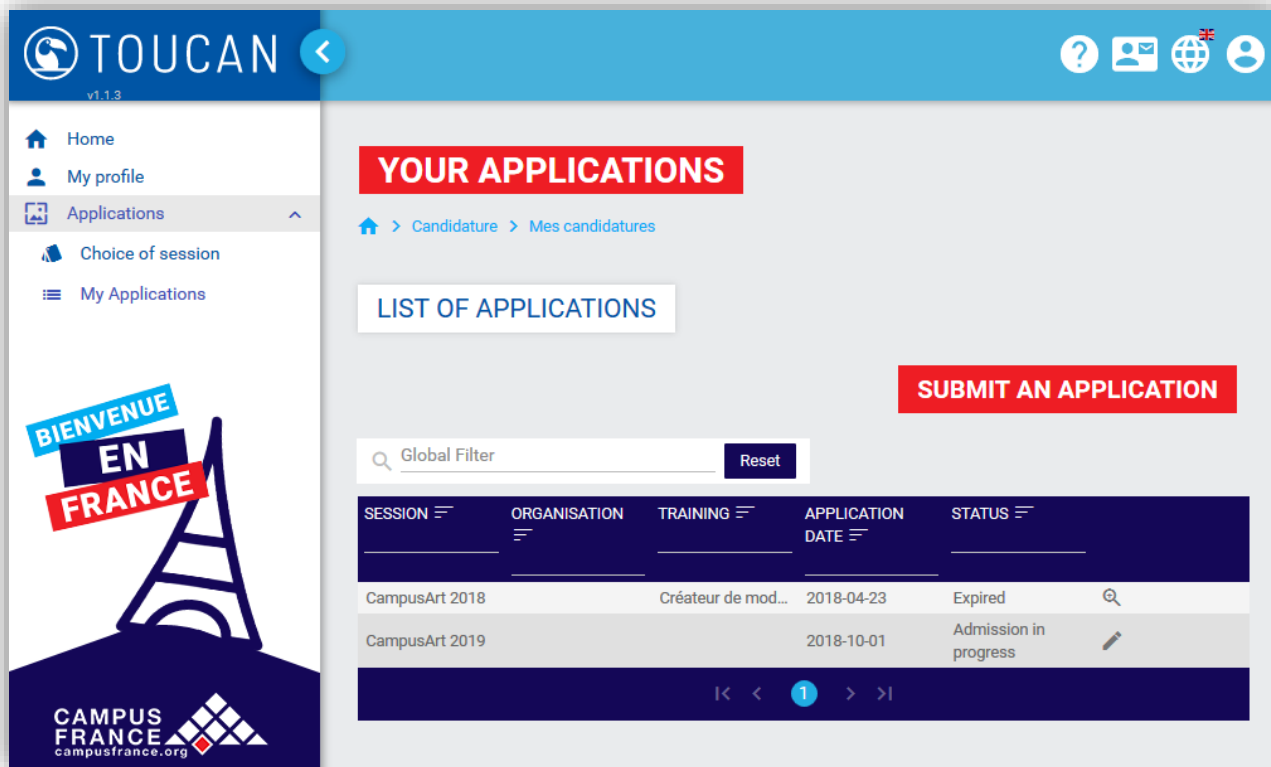 TOUCAN
v1.1.3
Home
My profile
Applications
Choice of session
My Applications
BIENVENUE
EN
FRANCE
CAMPUS
FRANCE
campusfrance.org
YOUR APPLICATIONS
> Candidature > Mes candidatures
LIST OF APPLICATIONS
SUBMIT AN APPLICATION
Global Filter
Reset
SESSION ORGANISATION TRAINING APPLICATION DATE STATUS
CampusArt 2018 Créateur de mod... 2018-04-23 Expired
CampusArt 2019 2018-10-01 Admission in progress
1